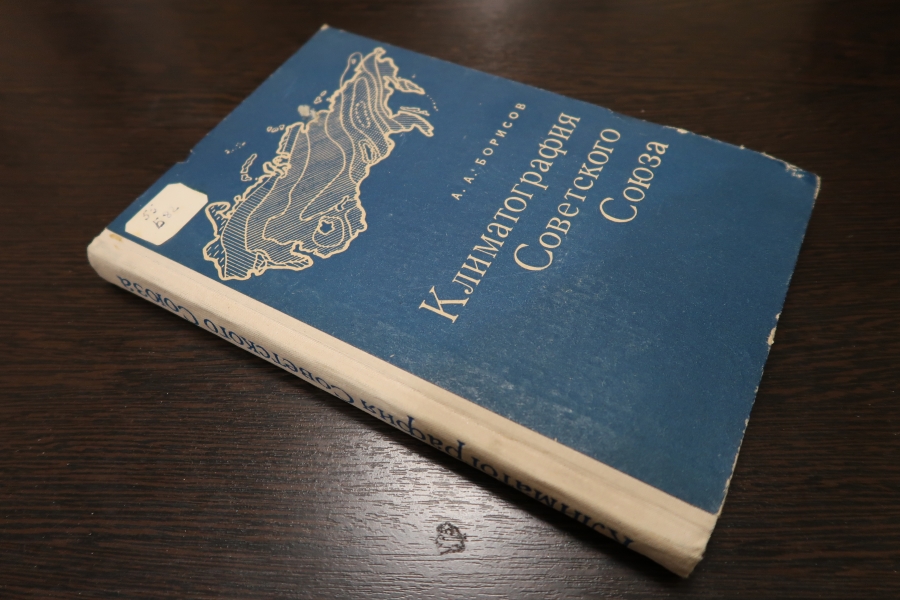 А. А. БОРИСОВ
Климатография
Советского
Союза
Климатография Советского Союза